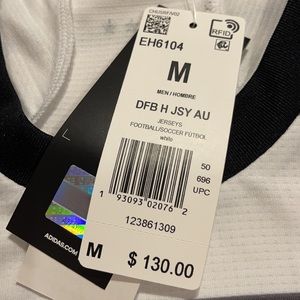 EH6104
RFID
M
MEN / HOMBRE
DFB H JSY AU
JERSEYS
FOOTBALL/SOCCER FÚTBOL
white
50
696
UPC
1 93093 02076 2
123861309
M $ 130.00
ADIDAS.COM